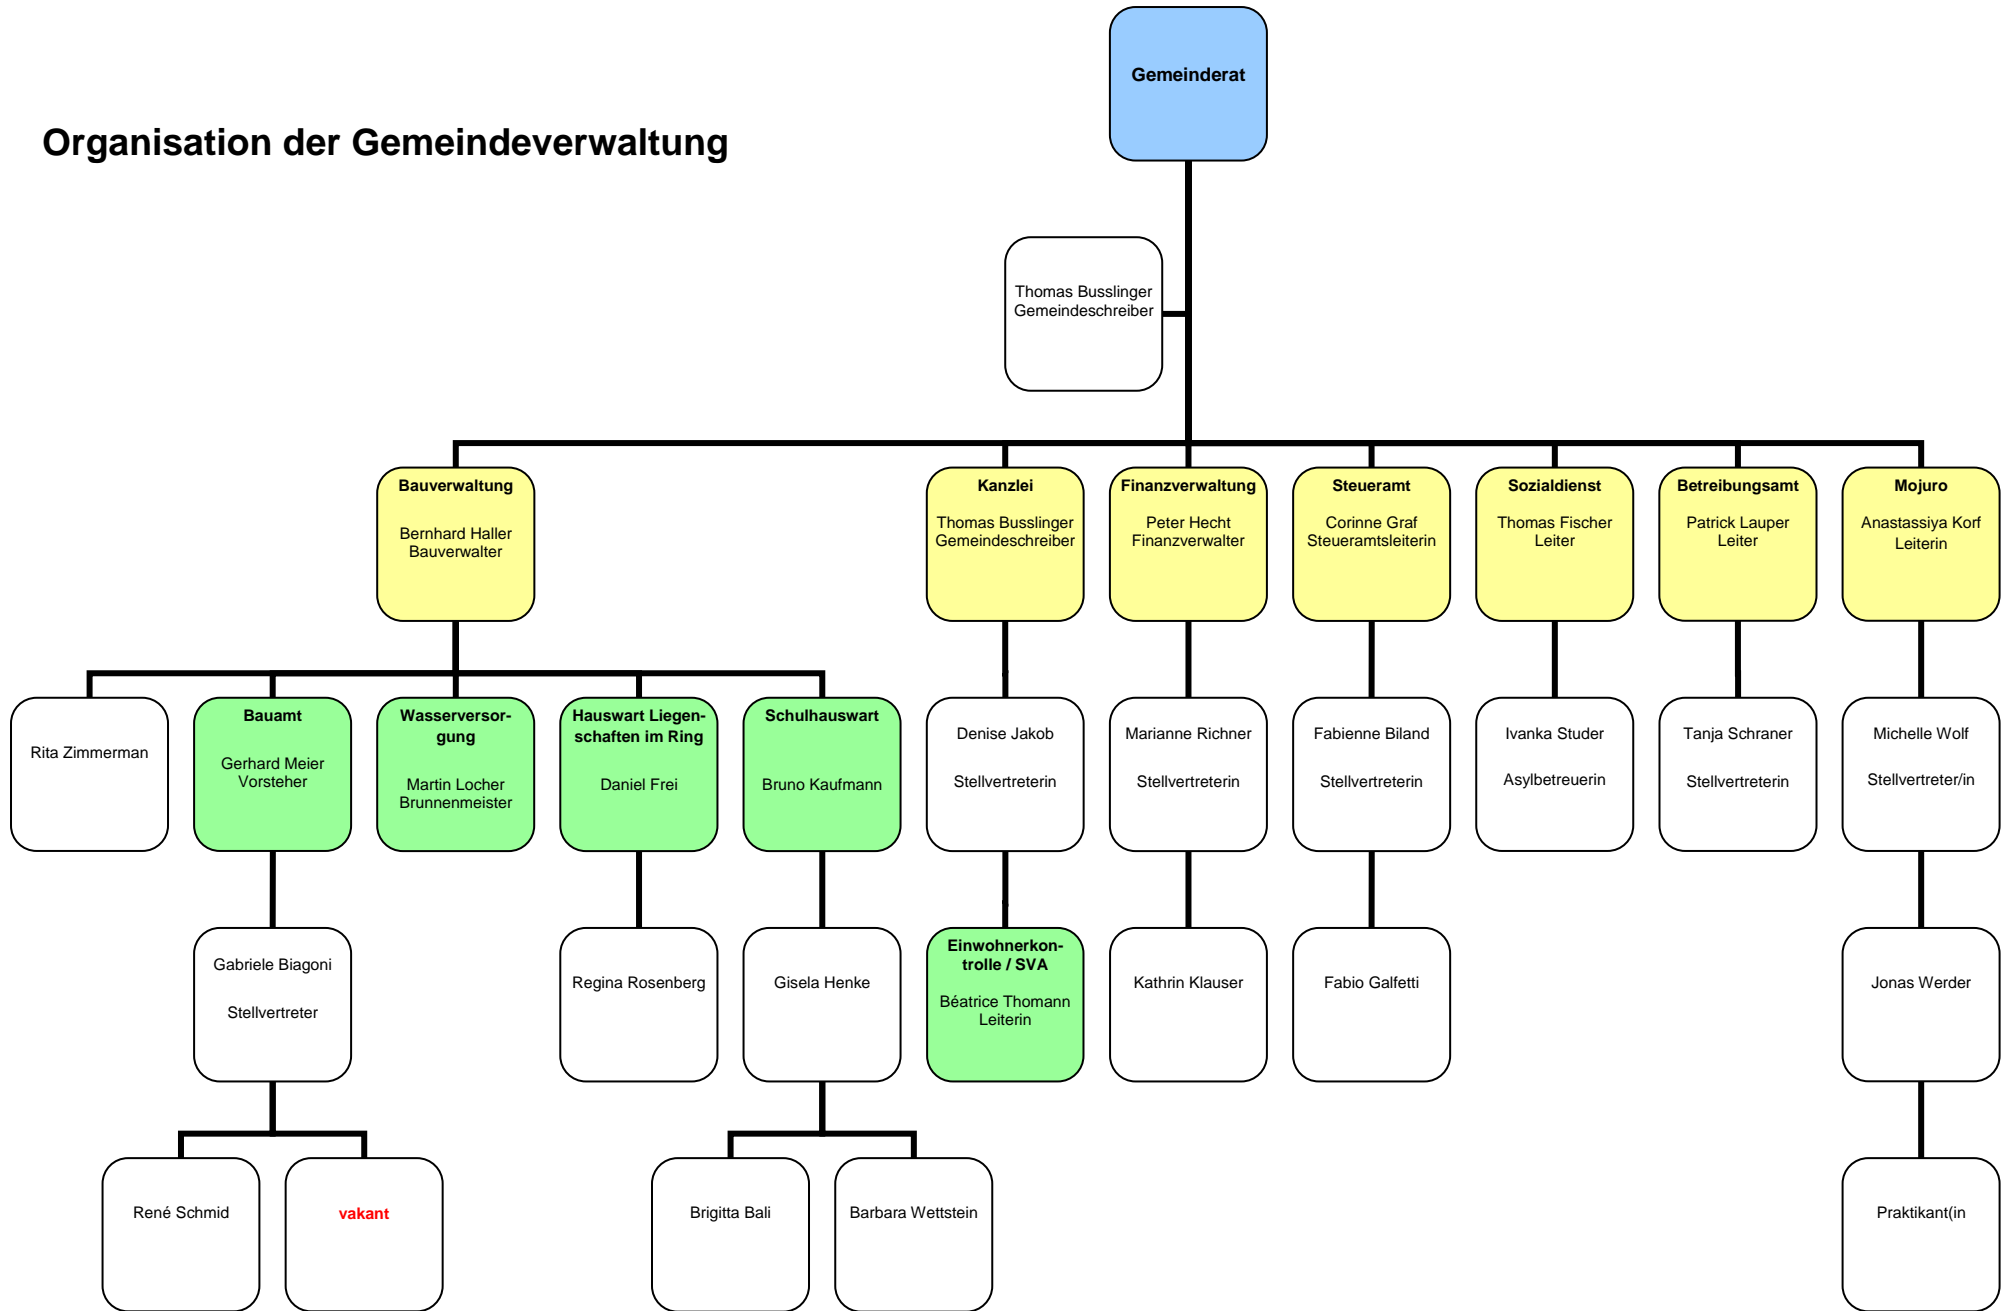 Gemeinderat
Organisation der Gemeindeverwaltung
Thomas Busslinger
Gemeindeschreiber
Bauverwaltung
Bernhard Haller
Bauverwalter
Kanzlei
Thomas Busslinger
Gemeindeschreiber
Finanzverwaltung
Peter Hecht
Finanzverwalter
Steueramt
Corinne Graf
Steueramtsleiterin
Sozialdienst
Thomas Fischer
Leiter
Betreibungsamt
Patrick Lauper
Leiter
Mojuro
Anastassiya Korf
Leiterin
Rita Zimmerman
Bauamt
Gerhard Meier
Vorsteher
Wasserversor-
gung
Martin Locher
Brunnenmeister
Hauswart Liegen-
schaften im Ring
Daniel Frei
Schulhauswart
Bruno Kaufmann
Denise Jakob
Stellvertreterin
Marianne Richner
Stellvertreterin
Fabienne Biland
Stellvertreterin
Ivanka Studer
Asylbetreuerin
Tanja Schraner
Stellvertreterin
Michelle Wolf
Stellvertreter/in
Gabriele Biagoni
Stellvertreter
Regina Rosenberg
Gisela Henke
Einwohnerkon-
trolle / SVA
Béatrice Thomann
Leiterin
Kathrin Klauser
Fabio Galfetti
Jonas Werder
René Schmid
vakant
Brigitta Bali
Barbara Wettstein
Praktikant(in